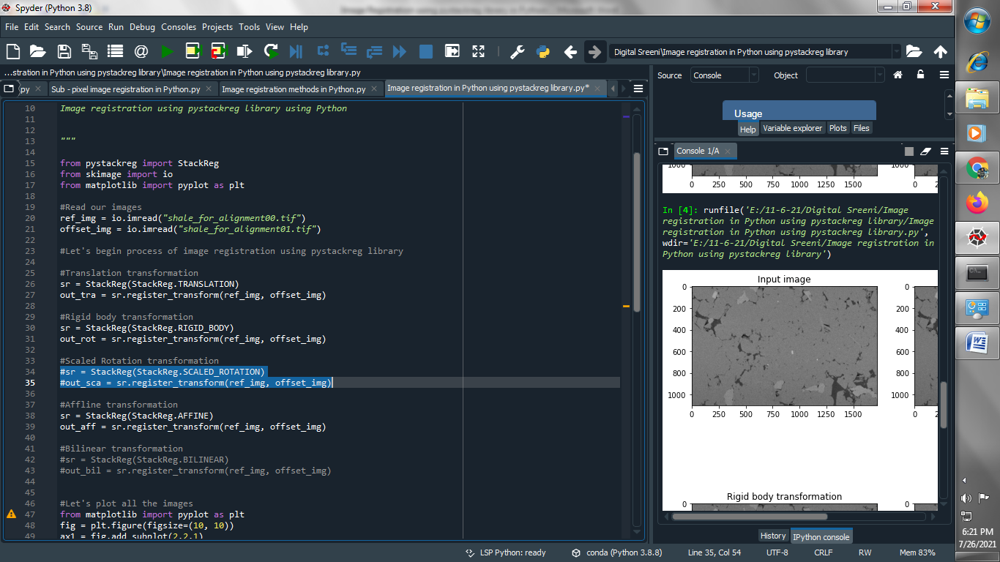 Spyder (Python 3.8)
File Edit Search Source Run Debug Consoles Projects Tools View Help
Digital Sreeni\Image registration in Python using pystackreg library
...stration in Python using pystackreg library\Image registration in Python using pystackreg library.py
py Sub - pixel image registration in Python.py Image registration methods in Python.py Image registration in Python using pystackreg library.py*
10 Image registration using pystackreg library using Python
11
12
13 """
14
15 from pystackreg import StackReg
16 from skimage import io
17 from matplotlib import pyplot as plt
18
19 #Read our images
20 ref_img = io.imread("shale_for_alignment00.tif")
21 offset_img = io.imread("shale_for_alignment01.tif")
22
23 #Let's begin process of image registration using pystackreg library
24
25 #Translation transformation
26 sr = StackReg(StackReg.TRANSLATION)
27 out_tra = sr.register_transform(ref_img, offset_img)
28
29 #Rigid body transformation
30 sr = StackReg(StackReg.RIGID_BODY)
31 out_rot = sr.register_transform(ref_img, offset_img)
32
33 #Scaled Rotation transformation
34 #sr = StackReg(StackReg.SCALED_ROTATION)
35 #out_sca = sr.register_transform(ref_img, offset_img)
36
37 #Affline transformation
38 sr = StackReg(StackReg.AFFINE)
39 out_aff = sr.register_transform(ref_img, offset_img)
40
41 #Bilinear transformation
42 #sr = StackReg(StackReg.BILINEAR)
43 #out_bil = sr.register_transform(ref_img, offset_img)
44
45
46 #Let's plot all the images
47 from matplotlib import pyplot as plt
48 fig = plt.figure(figsize=(10, 10))
49 ax1 = fig.add_subplot(2,2,1)
Source Console Object
Usage
Help Variable explorer Plots Files
Console 1/A
1000 1000
0 250 500 750 1000 1250 1500
In [4]: runfile('E:/11-6-21/Digital Sreeni/Image
registration in Python using pystackreg library/Image
registration in Python using pystackreg library.py',
wdir='E:/11-6-21/Digital Sreeni/Image registration in
Python using pystackreg library')
Input image
0 0
200 200
400 400
600 600
800 800
1000 1000
0 250 500 750 1000 1250 1500
Rigid body transformation
0 0
History IPython console
LSP Python: ready conda (Python 3.8.8) Line 35, Col 54 UTF-8 CRLF RW Mem 83%
6:21 PM
7/26/2021